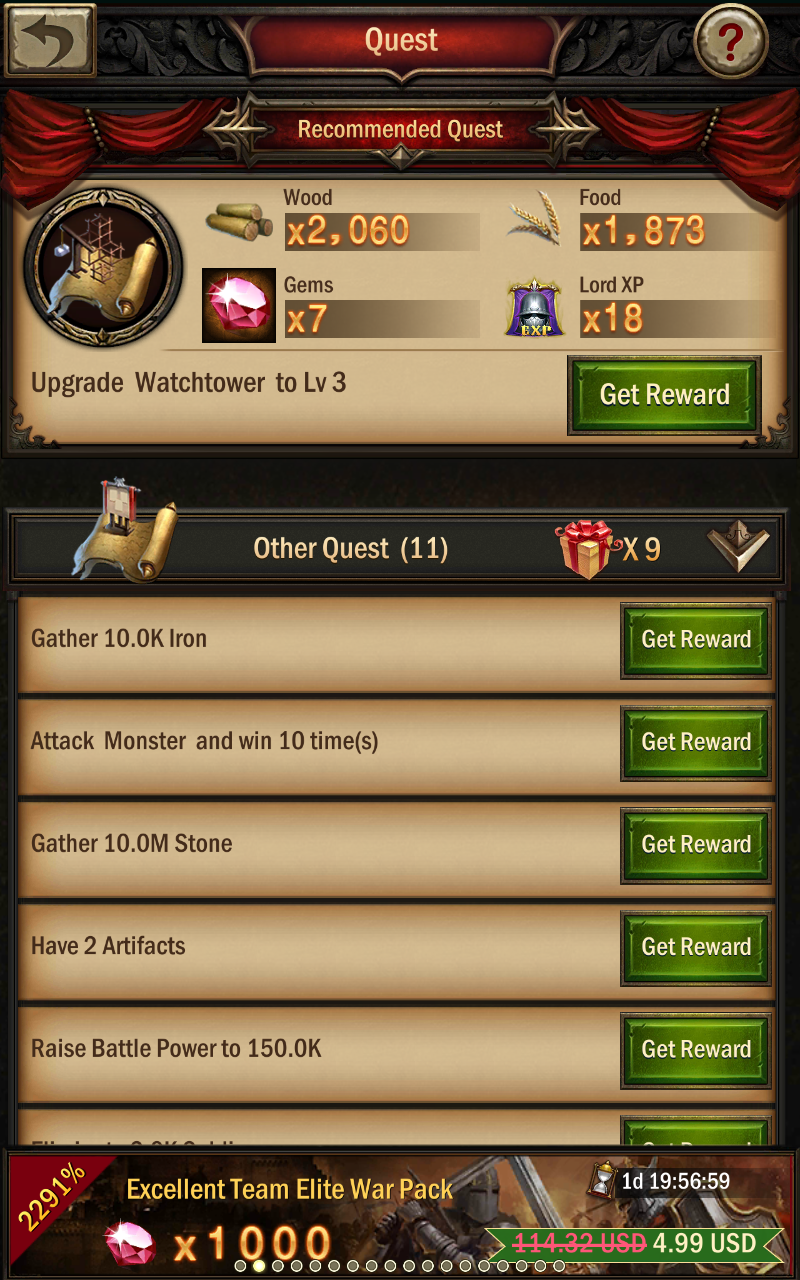 Quest
?
Recommended Quest
Wood
x2,060
Food
x1,873
Gems
x7
EXP
Lord XP
x18
Upgrade Watchtower to Lv 3
Get Reward
Other Quest (11)
X 9
Gather 10.0K Iron
Get Reward
Attack Monster and win 10 time(s)
Get Reward
Gather 10.0M Stone
Get Reward
Have 2 Artifacts
Get Reward
Raise Battle Power to 150.0K
Get Reward
2291%
Excellent Team Elite War Pack
1d 19:56:59
x1000
114.32 USD 4.99 USD